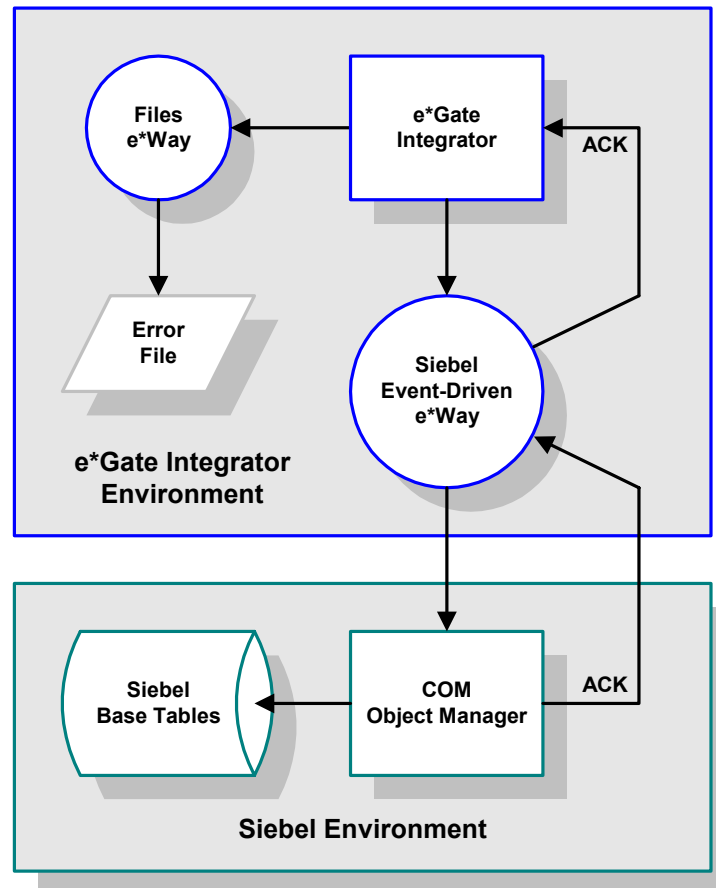 Files
e*Way
e*Gate
Integrator
ACK
Error
File
Siebel
Event-Driven
e*Way
e*Gate Integrator
Environment
Siebel
Base Tables
COM
Object Manager
ACK
Siebel Environment